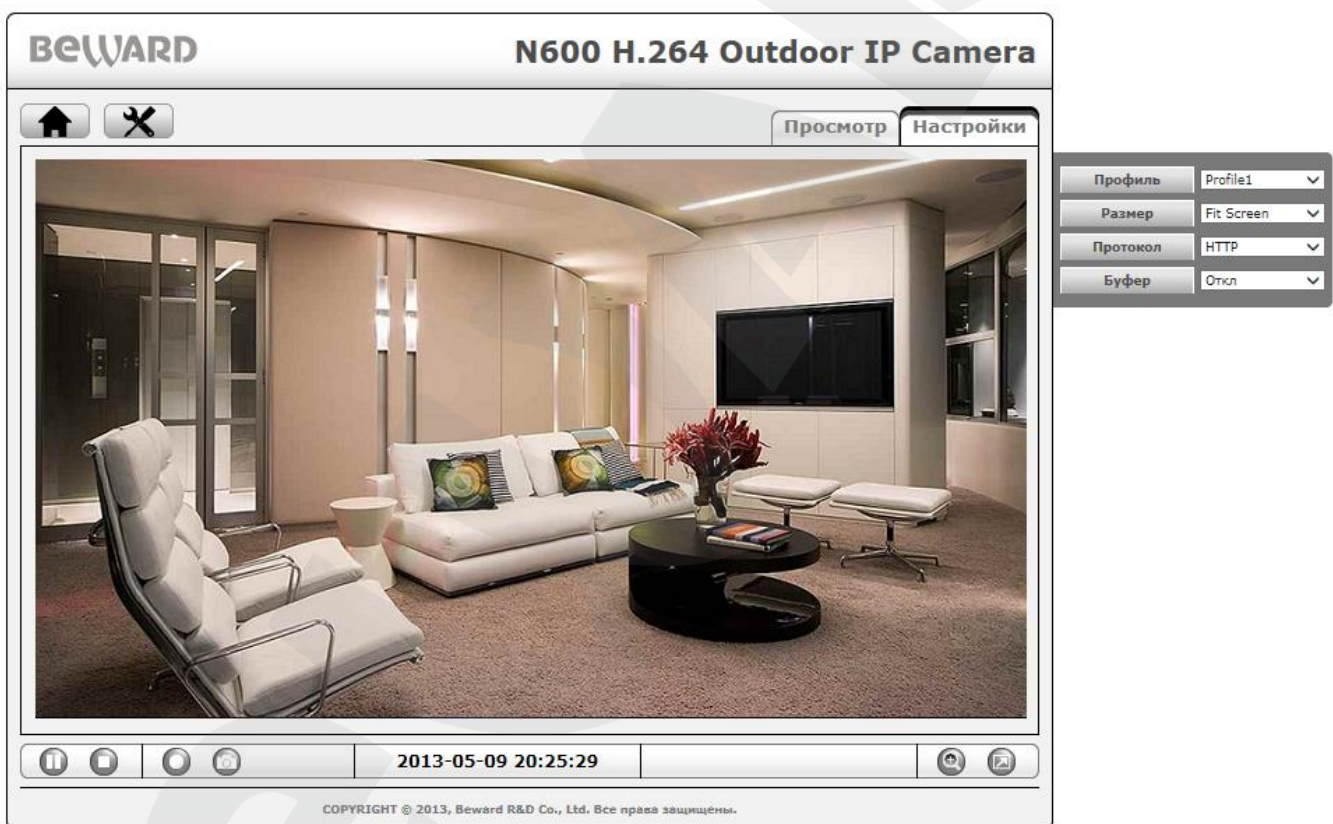 BEWARD
N600 H.264 Outdoor IP Camera
Просмотр Настройки
Профиль Profile1
Размер Fit Screen
Протокол HTTP
Буфер Откл
2013-05-09 20:25:29
COPYRIGHT © 2013, Beward R&D Co., Ltd. Все права защищены.